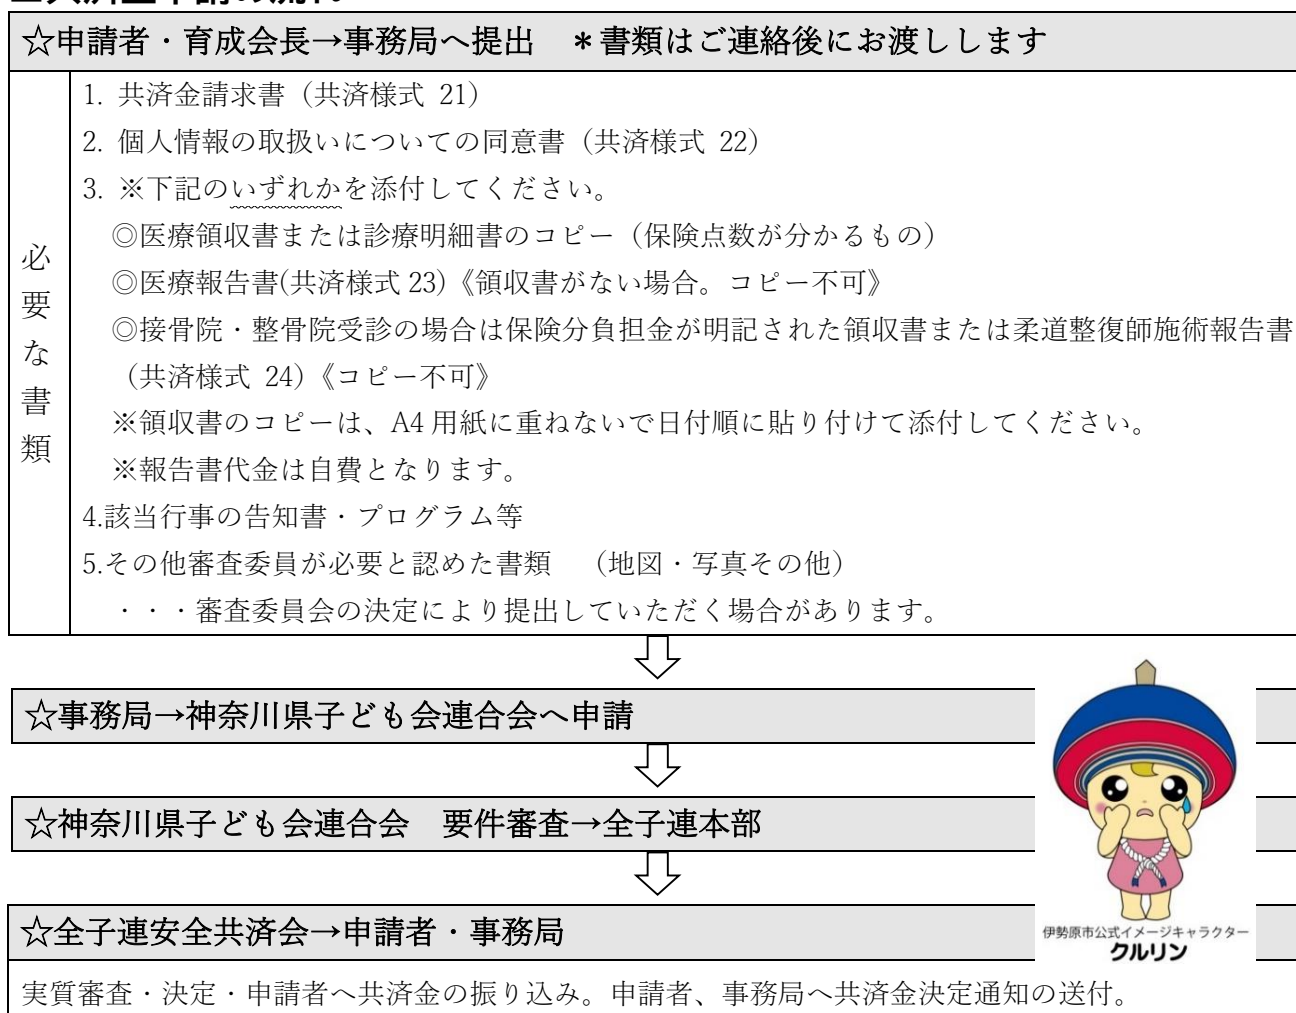 ☆申請者・育成会長→事務局へ提出　＊書類はご連絡後にお渡しします
必要な書類
1. 共済金請求書（共済様式 21）
2. 個人情報の取扱いについての同意書（共済様式 22）
3. ※下記のいずれかを添付してください。
◎医療領収書または診療明細書のコピー（保険点数が分かるもの）
◎医療報告書(共済様式 23)《領収書がない場合。コピー不可》
◎接骨院・整骨院受診の場合は保険分負担金が明記された領収書または柔道整復師施術報告書
（共済様式 24）《コピー不可》
※領収書のコピーは、A4 用紙に重ねないで日付順に貼り付けて添付してください。
※報告書代金は自費となります。
4.該当行事の告知書・プログラム等
5.その他審査委員が必要と認めた書類　（地図・写真その他）
・・・審査委員会の決定により提出していただく場合があります。
☆事務局→神奈川県子ども会連合会へ申請
☆神奈川県子ども会連合会　要件審査→全子連本部
☆全子連安全共済会→申請者・事務局
伊勢原市公式イメージキャラクター
クルリン
実質審査・決定・申請者へ共済金の振り込み。申請者、事務局へ共済金決定通知の送付。